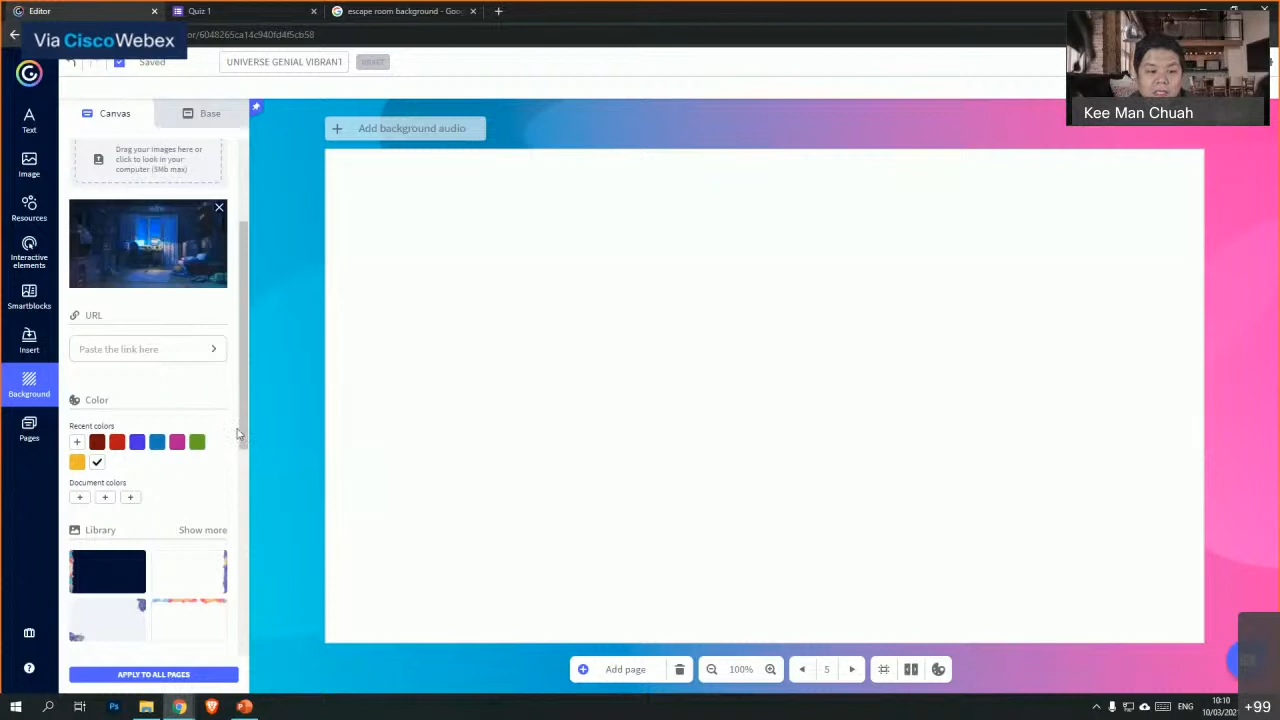 Editor
Quiz 1
escape room background - Goo
or/6048265ca14c940fd4f5cb58
Via CiscoWebex
Saved
UNIVERSE GENIAL VIBRANT
DRAFT
Kee Man Chuah
Text
Image
Resources
Interactive
elements
Smartblocks
Insert
Background
Pages
Canvas
Base
Drag your images here or
click to look in your
computer (3Mb max)
URL
Paste the link here
Color
Recent colors
Document colors
Library
Show more
APPLY TO ALL PAGES
Add background audio
Add page
100%
5
ENG
10:10
10/03/202
+99